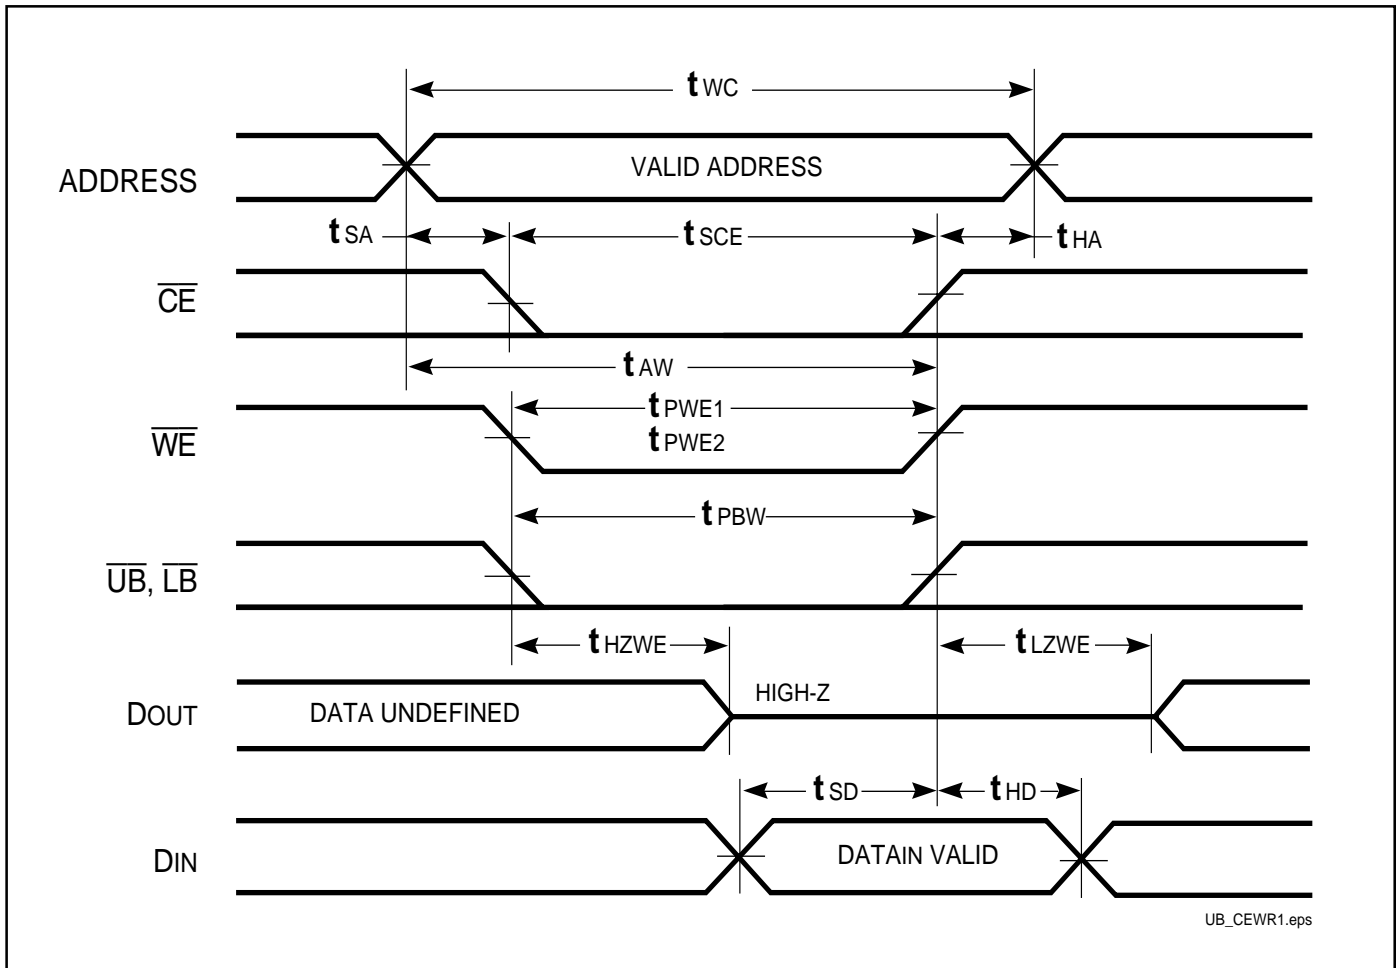 tWC
ADDRESS
VALID ADDRESS
tSA
tSCE
tHA
CE
tAW
tPWE1
WE
tPWE2
tPBW
UB, LB
tHZWE
tLZWE
DOUT
DATA UNDEFINED
HIGH-Z
tSD
tHD
DIN
DATAIN VALID
UB_CEWR1.eps